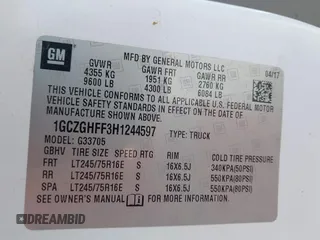 GM
MFD BY GENERAL MOTORS LLC
04/17
GVWR GAWR FRT GAWR RR
4355 KG 1951 KG 2760 KG
9600 LB 4300 LB 6084 LB
THIS VEHICLE CONFORMS TO ALL APPLICABLE U.S. FEDERAL MOTOR
VEHICLE SAFETY STANDARDS IN EFFECT ON THE DATE OF
MANUFACTURE SHOWN ABOVE.
1GCZGHFF3H1244597 TYPE: TRUCK
MODEL: G33705
GBHV TIRE SIZE SPEED RTG RIM COLD TIRE PRESSURE
FRT LT245/75R16E S 16X6.5J 340KPA(50PSI)
RR LT245/75R16E S 16X6.5J 550KPA(80PSI)
SPA LT245/75R16E S 16X6.5J 550KPA(80PSI)
SEE OWNER'S MANUAL FOR ADDITIONAL INFORMATION.
DREAMBID